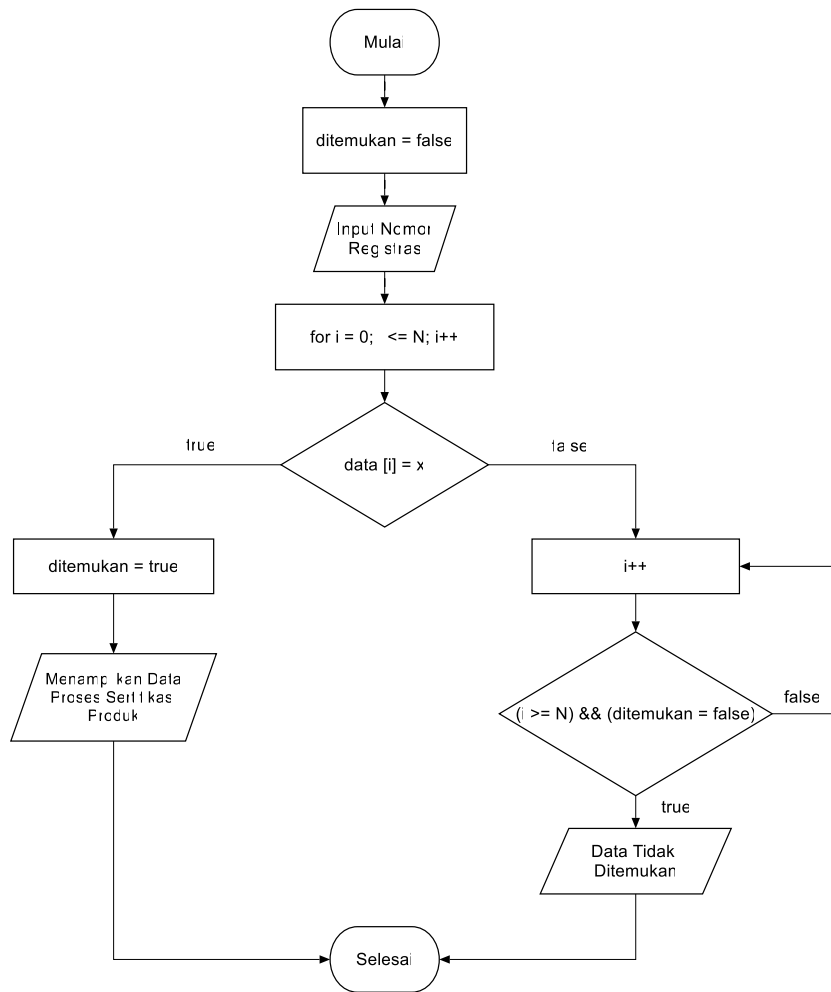 Mulai
ditemukan = false
Input Nomor
Registrasi
for i = 0; <= N; i++
data [i] = x
true
false
ditemukan = true
i++
Menampilkan Data
Proses Sertifikasi
Produk
(i >= N) && (ditemukan = false)
false
true
Data Tidak
Ditemukan
Selesai